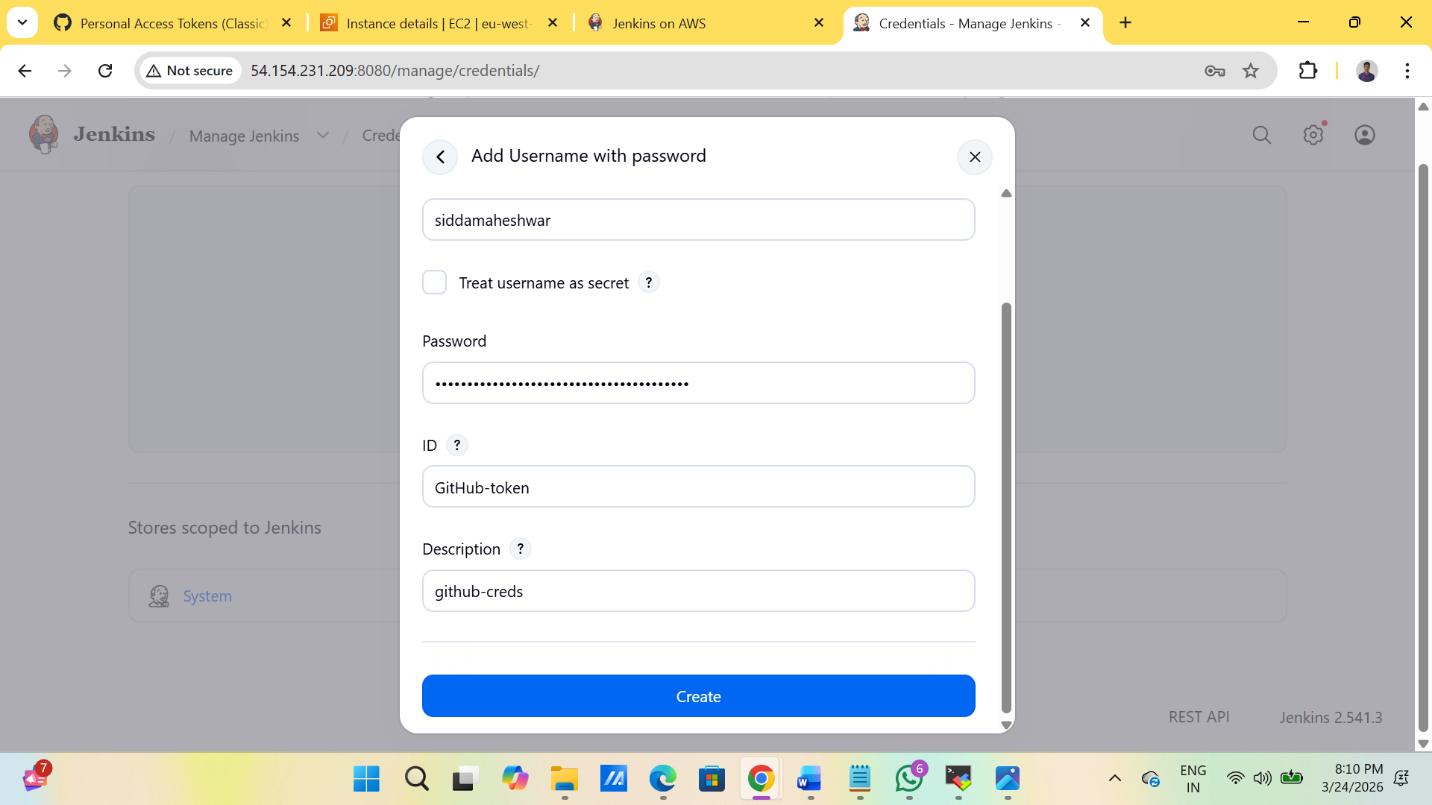 Personal Access Tokens (Classic)
Instance details | EC2 | eu-west-
Jenkins on AWS
Credentials - Manage Jenkins -
Not secure
54.154.231.209:8080/manage/credentials/
Jenkins / Manage Jenkins / Crede
Add Username with password
siddamaheshwar
Treat username as secret ?
Password
••••••••••••••••••••••••••••••••••••••••
ID ?
GitHub-token
Stores scoped to Jenkins
Description ?
github-creds
System
Create
REST API
Jenkins 2.541.3
7
6
ENG
IN
8:10 PM
3/24/2026